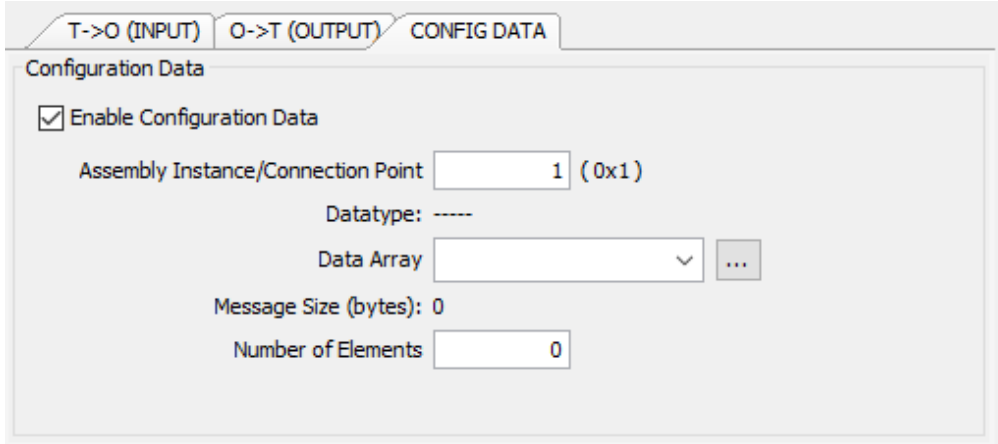 T->O (INPUT) O->T (OUTPUT) CONFIG DATA
Configuration Data
Enable Configuration Data
Assembly Instance/Connection Point 1 (0x1)
Datatype: -----
Data Array ...
Message Size (bytes): 0
Number of Elements 0